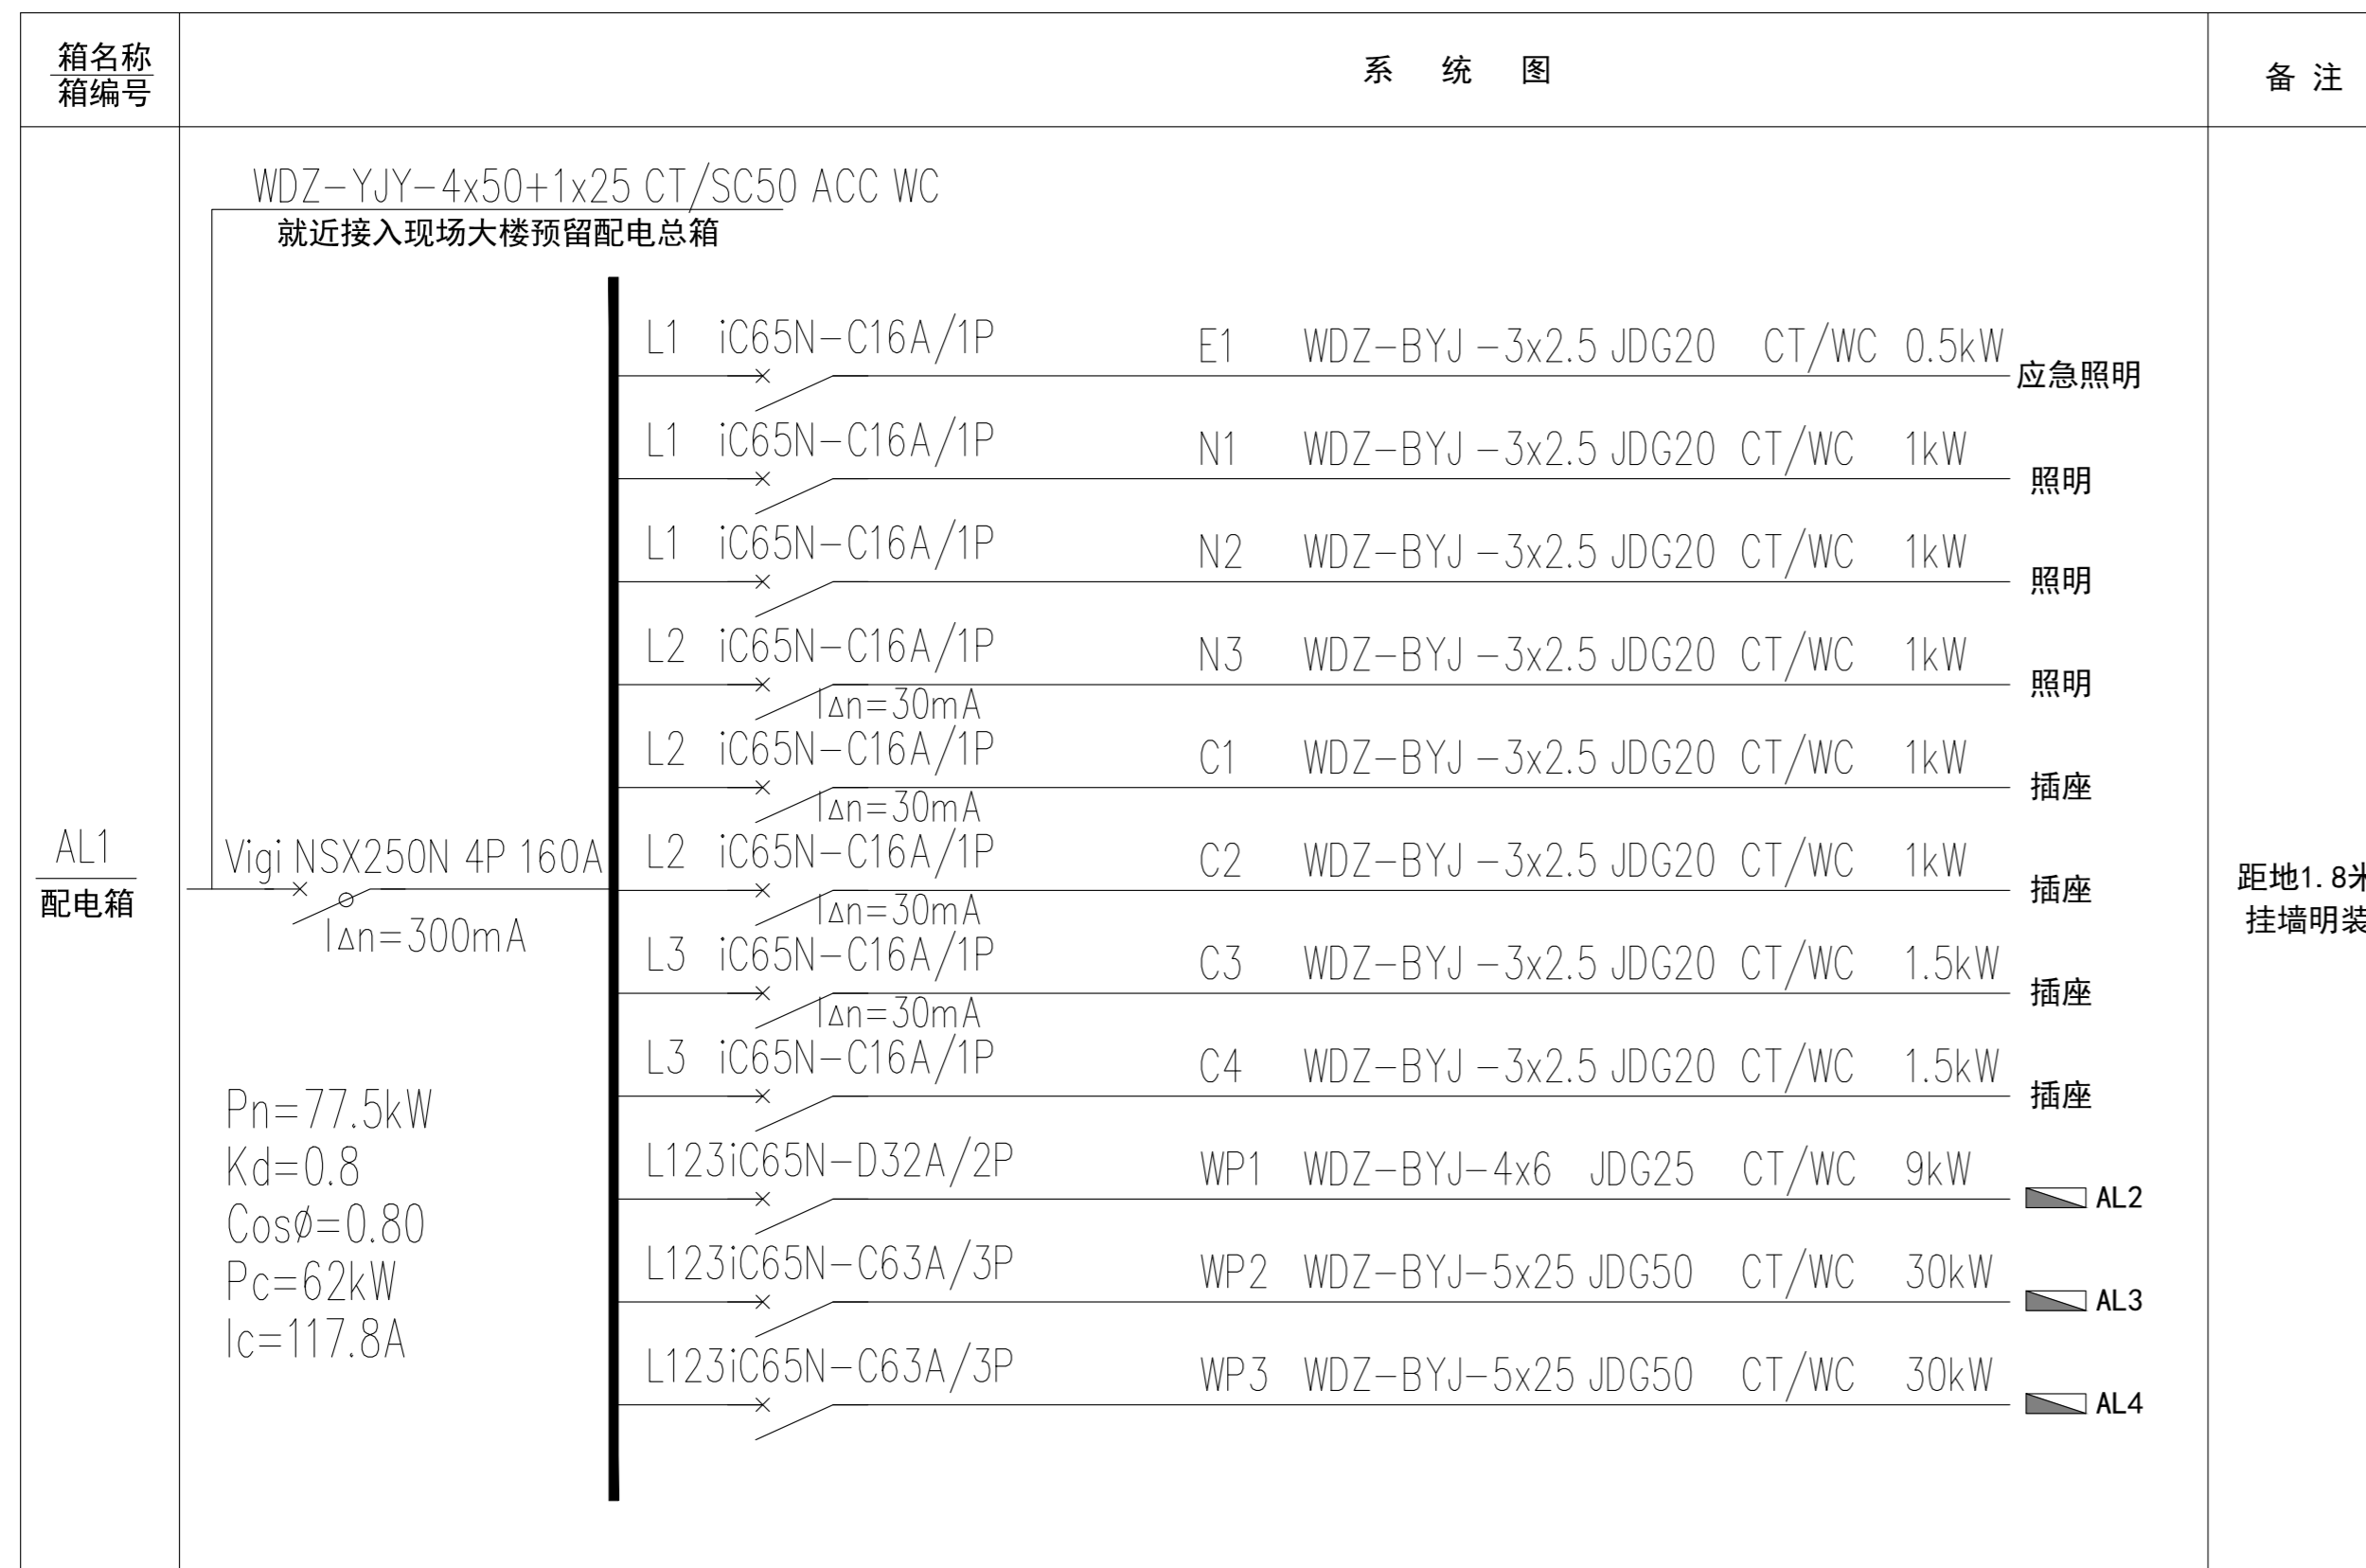 箱名称
箱编号
系 统 图
备 注
WDZ-YJY-4x50+1x25 CT/SC50 ACC WC
就近接入现场大楼预留配电总箱
L1 iC65N-C16A/1P E1 WDZ-BYJ-3x2.5 JDG20 CT/WC 0.5kW 应急照明
L1 iC65N-C16A/1P N1 WDZ-BYJ-3x2.5 JDG20 CT/WC 1kW 照明
L1 iC65N-C16A/1P N2 WDZ-BYJ-3x2.5 JDG20 CT/WC 1kW 照明
L2 iC65N-C16A/1P N3 WDZ-BYJ-3x2.5 JDG20 CT/WC 1kW 照明
I△n=30mA
L2 iC65N-C16A/1P C1 WDZ-BYJ-3x2.5 JDG20 CT/WC 1kW 插座
I△n=30mA
L2 iC65N-C16A/1P C2 WDZ-BYJ-3x2.5 JDG20 CT/WC 1kW 插座
I△n=30mA
L3 iC65N-C16A/1P C3 WDZ-BYJ-3x2.5 JDG20 CT/WC 1.5kW 插座
I△n=30mA
L3 iC65N-C16A/1P C4 WDZ-BYJ-3x2.5 JDG20 CT/WC 1.5kW 插座
L123iC65N-D32A/2P WP1 WDZ-BYJ-4x6 JDG25 CT/WC 9kW AL2
L123iC65N-C63A/3P WP2 WDZ-BYJ-5x25 JDG50 CT/WC 30kW AL3
L123iC65N-C63A/3P WP3 WDZ-BYJ-5x25 JDG50 CT/WC 30kW AL4
AL1
配电箱
Vigi NSX250N 4P 160A
I△n=300mA
Pn=77.5kW
Kd=0.8
Cosø=0.80
Pc=62kW
Ic=117.8A
距地1.8米
挂墙明装